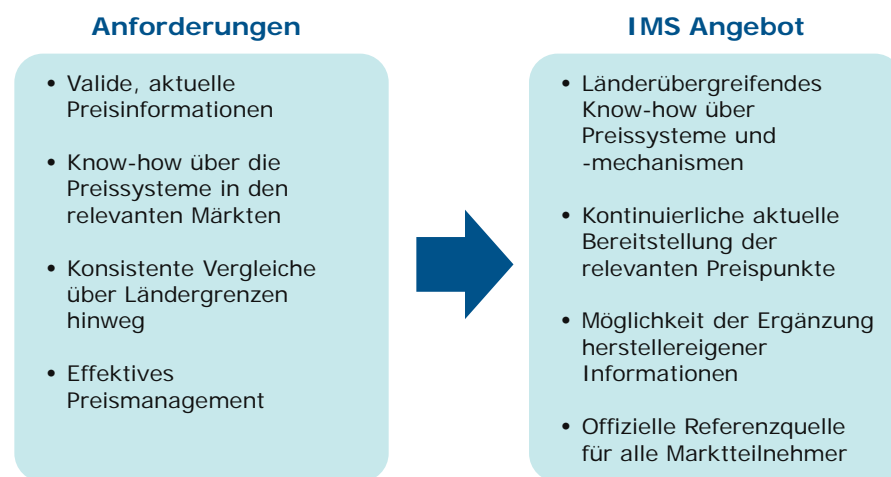 Anforderungen
• Valide, aktuelle
Preisinformationen
• Know-how über die
Preissysteme in den
relevanten Märkten
• Konsistente Vergleiche
über Ländergrenzen
hinweg
• Effektives
Preismanagement
IMS Angebot
• Länderübergreifendes
Know-how über
Preissysteme und
-mechanismen
• Kontinuierliche aktuelle
Bereitstellung der
relevanten Preispunkte
• Möglichkeit der Ergänzung
herstellereigener
Informationen
• Offizielle Referenzquelle
für alle Marktteilnehmer